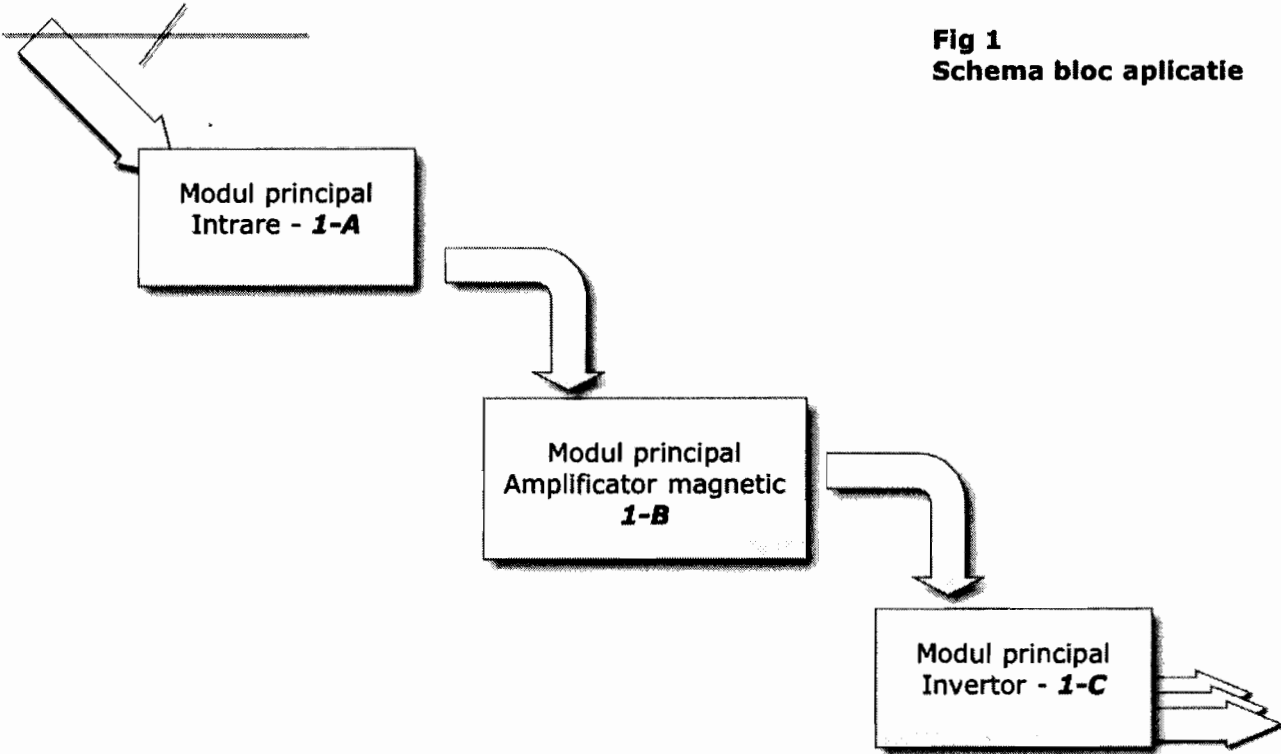 Fig 1
Schema bloc aplicatie
Modul principal
Intrare - 1-A
Modul principal
Amplificator magnetic
1-B
Modul principal
Invertor - 1-C